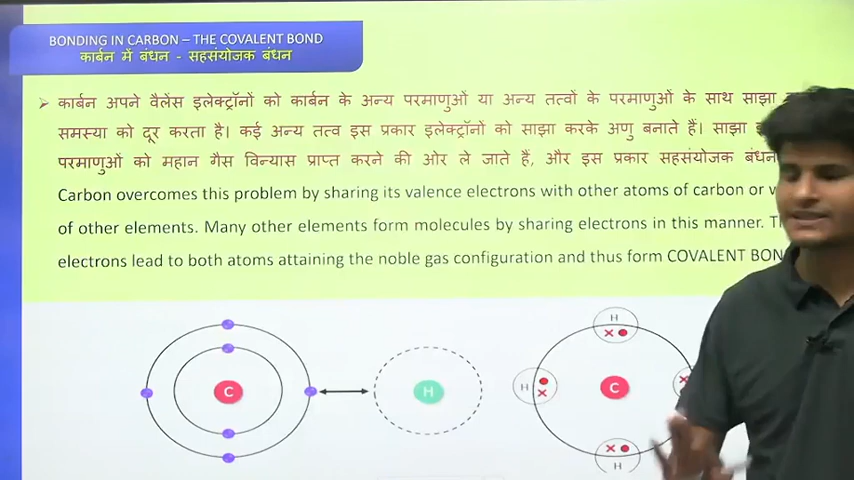 BONDING IN CARBON – THE COVALENT BOND
कार्बन में बंधन - सहसंयोजक बंधन
➢ कार्बन अपने वैलेंस इलेक्ट्रॉनों को कार्बन के अन्य परमाणुओं या अन्य तत्वों के परमाणुओं के साथ साझा
समस्या को दूर करता है। कई अन्य तत्व इस प्रकार इलेक्ट्रॉनों को साझा करके अणु बनाते हैं। साझा
परमाणुओं को महान गैस विन्यास प्राप्त करने की ओर ले जाते हैं, और इस प्रकार सहसंयोजक बंधन
Carbon overcomes this problem by sharing its valence electrons with other atoms of carbon or
of other elements. Many other elements form molecules by sharing electrons in this manner.
electrons lead to both atoms attaining the noble gas configuration and thus form COVALENT
H
C
H
H
C
H